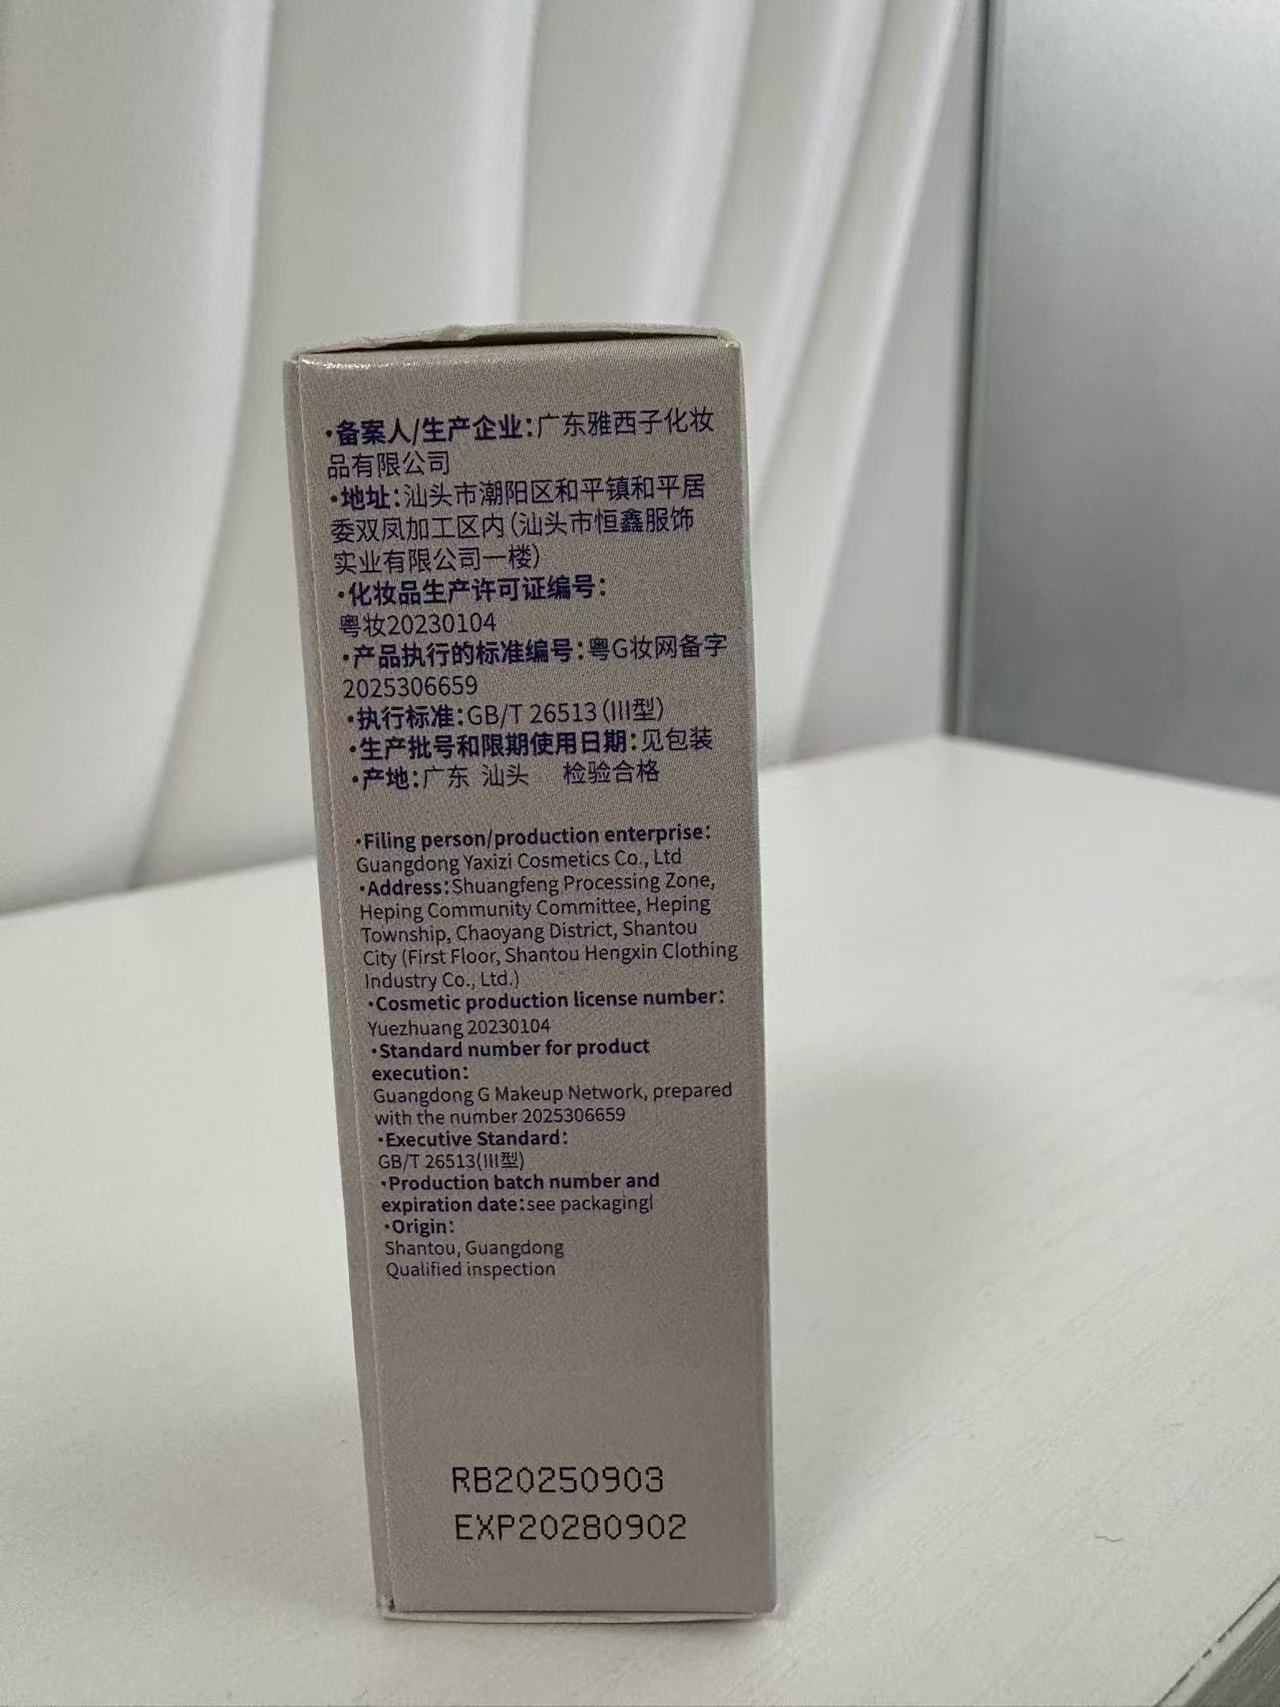 ·备案人/生产企业：广东雅西子化妆
品有限公司
·地址：汕头市潮阳区和平镇和平居
委双凤加工区内（汕头市恒鑫服饰
实业有限公司一楼）
·化妆品生产许可证编号：
粤妆20230104
·产品执行的标准编号：粤G妆网备字
2025306659
·执行标准：GB/T 26513（III型）
·生产批号和限期使用日期：见包装
·产地：广东 汕头 检验合格
·Filing person/production enterprise：
Guangdong Yaxizi Cosmetics Co., Ltd
·Address：Shuangfeng Processing Zone,
Heping Community Committee, Heping
Township, Chaoyang District, Shantou
City (First Floor, Shantou Hengxin Clothing
Industry Co., Ltd.)
·Cosmetic production license number：
Yuezhuang 20230104
·Standard number for product
execution：
Guangdong G Makeup Network, prepared
with the number 2025306659
·Executive Standard：
GB/T 26513(III型)
·Production batch number and
expiration date：see packagingl
·Origin：
Shantou, Guangdong
Qualified inspection
RB20250903
EXP20280902